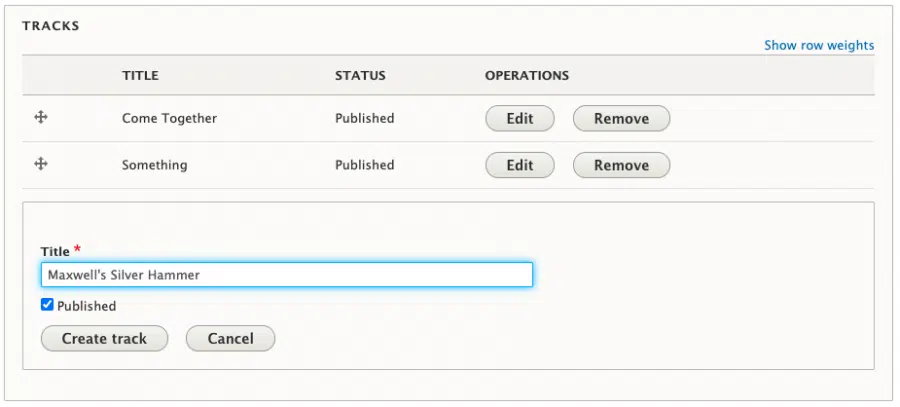 TRACKS
Show row weights
TITLE STATUS OPERATIONS
Come Together Published Edit Remove
Something Published Edit Remove
Title *
Maxwell's Silver Hammer
Published
Create track Cancel